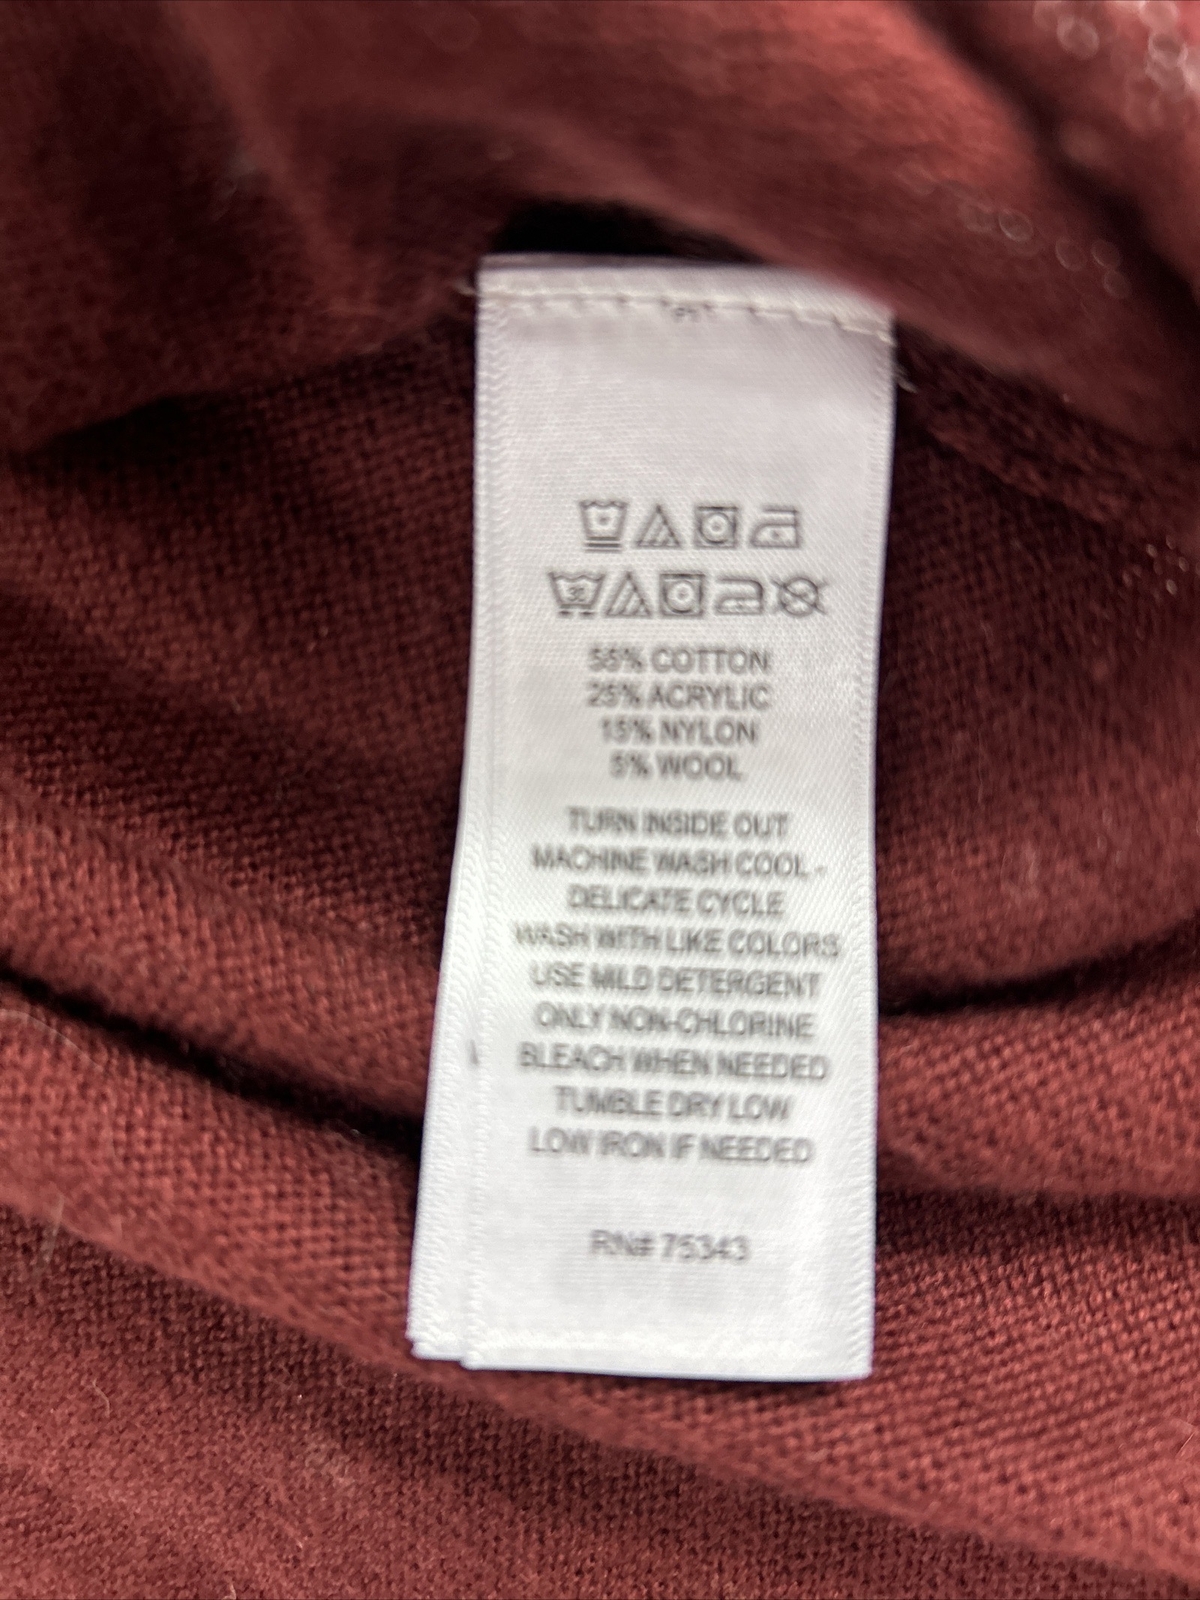 55% COTTON
25% ACRYLIC
15% NYLON
5% WOOL
TURN INSIDE OUT
MACHINE WASH COOL -
DELICATE CYCLE
WASH WITH LIKE COLORS
USE MILD DETERGENT
ONLY NON-CHLORINE
BLEACH WHEN NEEDED
TUMBLE DRY LOW
LOW IRON IF NEEDED
RN# 75343